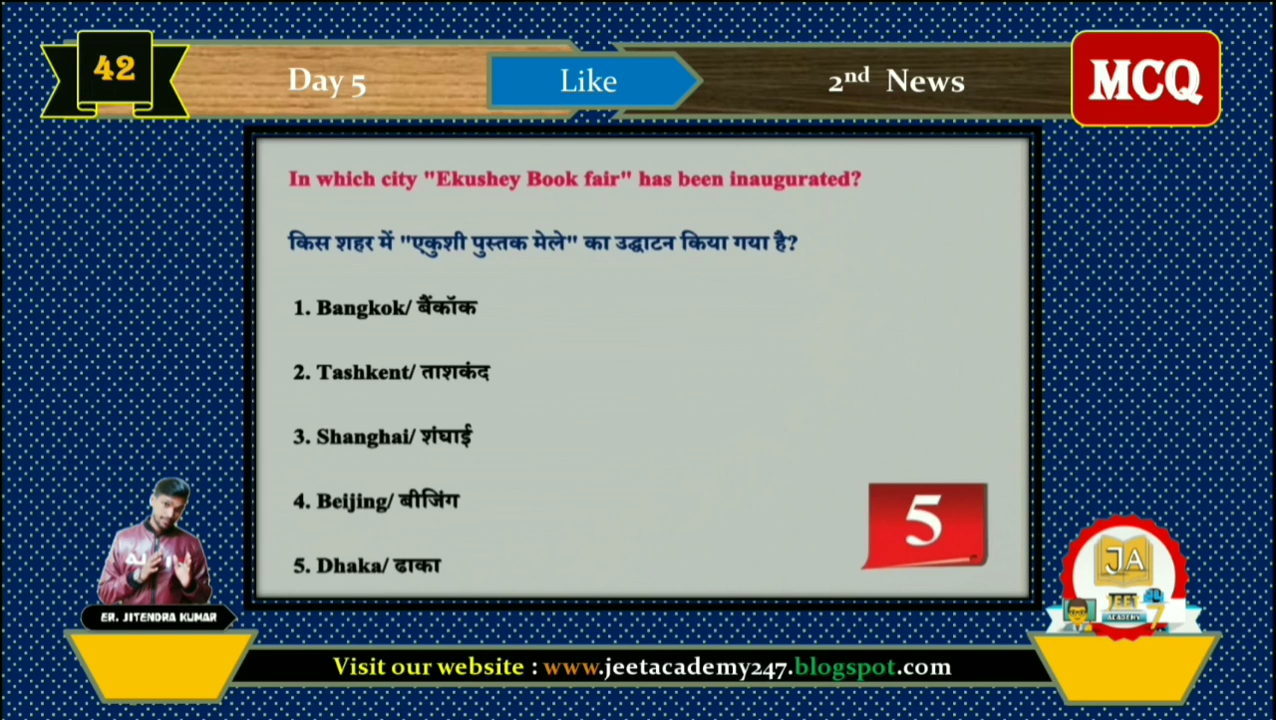 42
Day 5
Like
2nd News
MCQ
In which city "Ekushey Book fair" has been inaugurated?
किस शहर में "एकुशी पुस्तक मेले" का उद्घाटन किया गया है?
1. Bangkok/ बैंकॉक
2. Tashkent/ ताशकंद
3. Shanghai/ शंघाई
4. Beijing/ बीजिंग
5. Dhaka/ ढाका
5
ER. JITENDRA KUMAR
JA
JEET
ACADEMY
Visit our website : www.jeetacademy247.blogspot.com